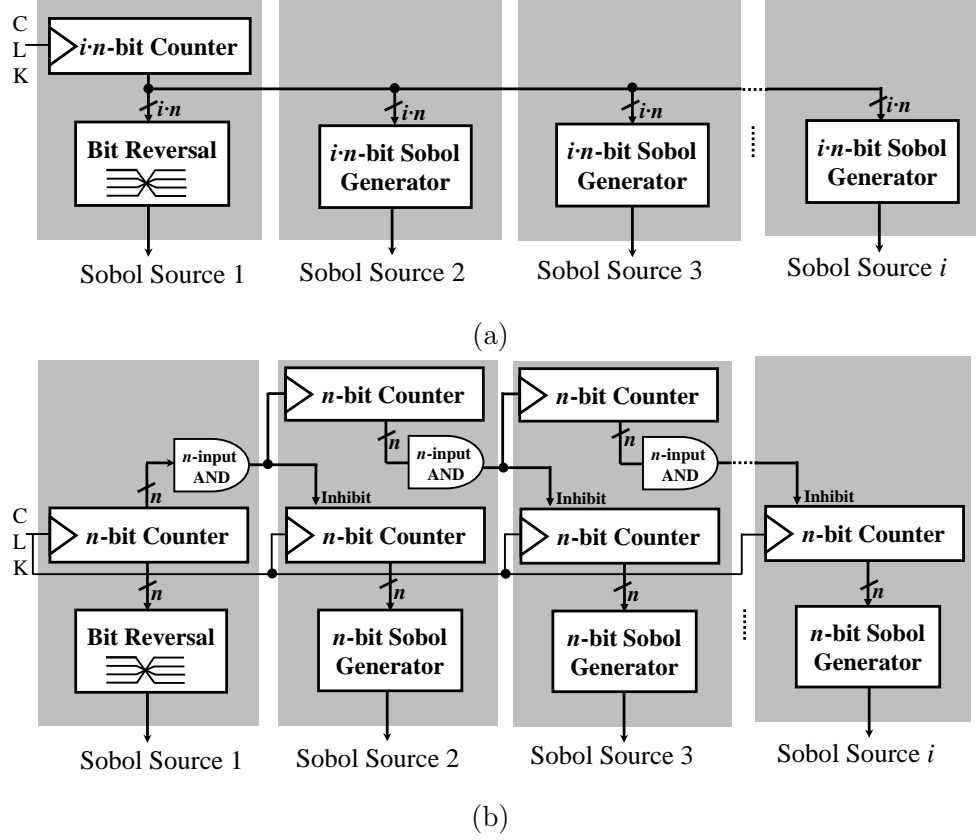 C
L
K
i·n-bit Counter
i·n
i·n
i·n
i·n
Bit Reversal
i·n-bit Sobol
Generator
i·n-bit Sobol
Generator
i·n-bit Sobol
Generator
Sobol Source 1
Sobol Source 2
Sobol Source 3
Sobol Source i
(a)
n-bit Counter
n-bit Counter
n
n
n-input
AND
n-input
AND
n-input
AND
n
Inhibit
Inhibit
Inhibit
C
L
K
n-bit Counter
n-bit Counter
n-bit Counter
n-bit Counter
n
n
n
n
Bit Reversal
n-bit Sobol
Generator
n-bit Sobol
Generator
n-bit Sobol
Generator
Sobol Source 1
Sobol Source 2
Sobol Source 3
Sobol Source i
(b)